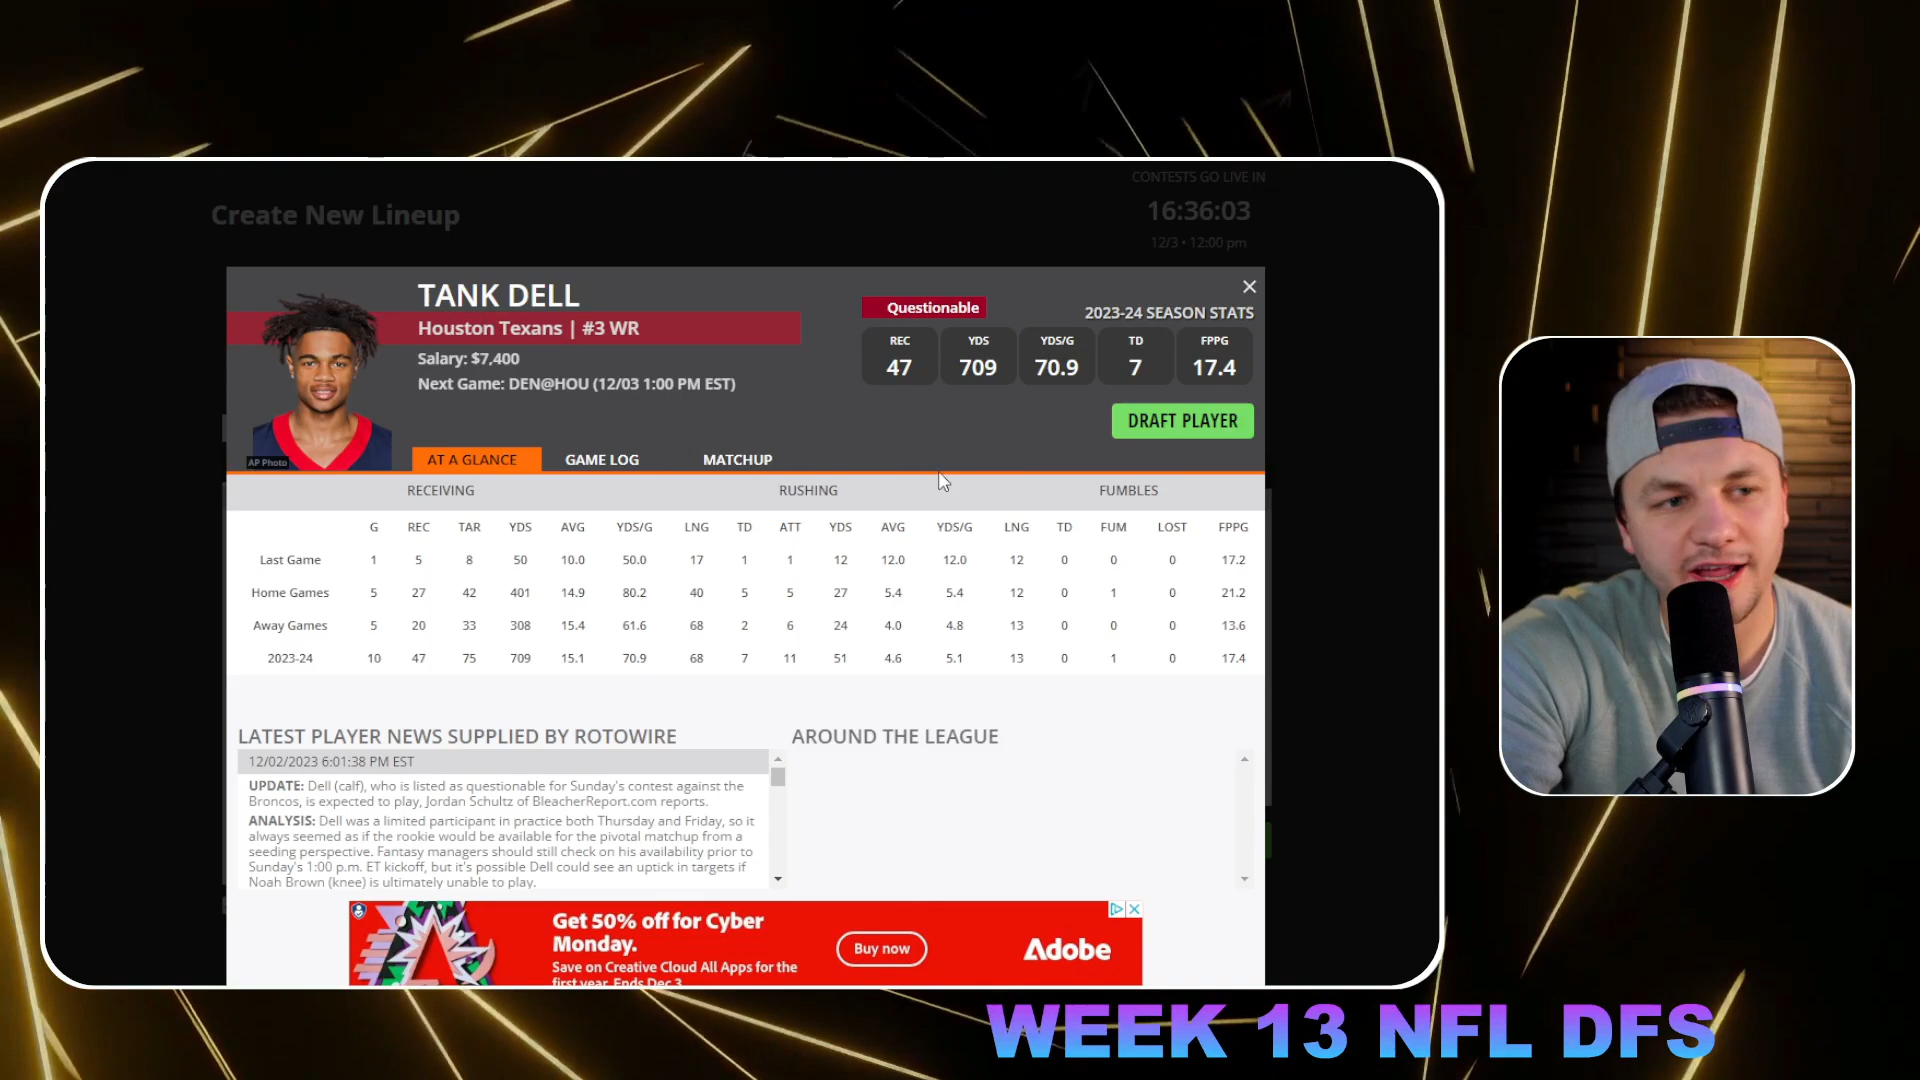 CONTESTS GO LIVE IN
Create New Lineup
16:36:03
12/3 • 12:00 pm
TANK DELL
Houston Texans | #3 WR
Salary: $7,400
Next Game: DEN@HOU (12/03 1:00 PM EST)
AP Photo
Questionable
2023-24 SEASON STATS
REC YDS YDS/G TD FPPG
47 709 70.9 7 17.4
DRAFT PLAYER
AT A GLANCE GAME LOG MATCHUP
RECEIVING RUSHING FUMBLES
G REC TAR YDS AVG YDS/G LNG TD ATT YDS AVG YDS/G LNG TD FUM LOST FPPG
Last Game 1 5 8 50 10.0 50.0 17 1 1 12 12.0 12.0 12 0 0 0 17.2
Home Games 5 27 42 401 14.9 80.2 40 5 5 27 5.4 5.4 12 0 1 0 21.2
Away Games 5 20 33 308 15.4 61.6 68 2 6 24 4.0 4.8 13 0 0 0 13.6
2023-24 10 47 75 709 15.1 70.9 68 7 11 51 4.6 5.1 13 0 1 0 17.4
LATEST PLAYER NEWS SUPPLIED BY ROTOWIRE
12/02/2023 6:01:38 PM EST
UPDATE: Dell (calf), who is listed as questionable for Sunday's contest against the
Broncos, is expected to play, Jordan Schultz of BleacherReport.com reports.
ANALYSIS: Dell was a limited participant in practice both Thursday and Friday, so it
always seemed as if the rookie would be available for the pivotal matchup from a
seeding perspective. Fantasy managers should still check on his availability prior to
Sunday's 1:00 p.m. ET kickoff, but it's possible Dell could see an uptick in targets if
Noah Brown (knee) is ultimately unable to play.
AROUND THE LEAGUE
Get 50% off for Cyber
Monday.
Save on Creative Cloud All Apps for the
first year. Ends Dec 3
Buy now
Adobe
WEEK 13 NFL DFS